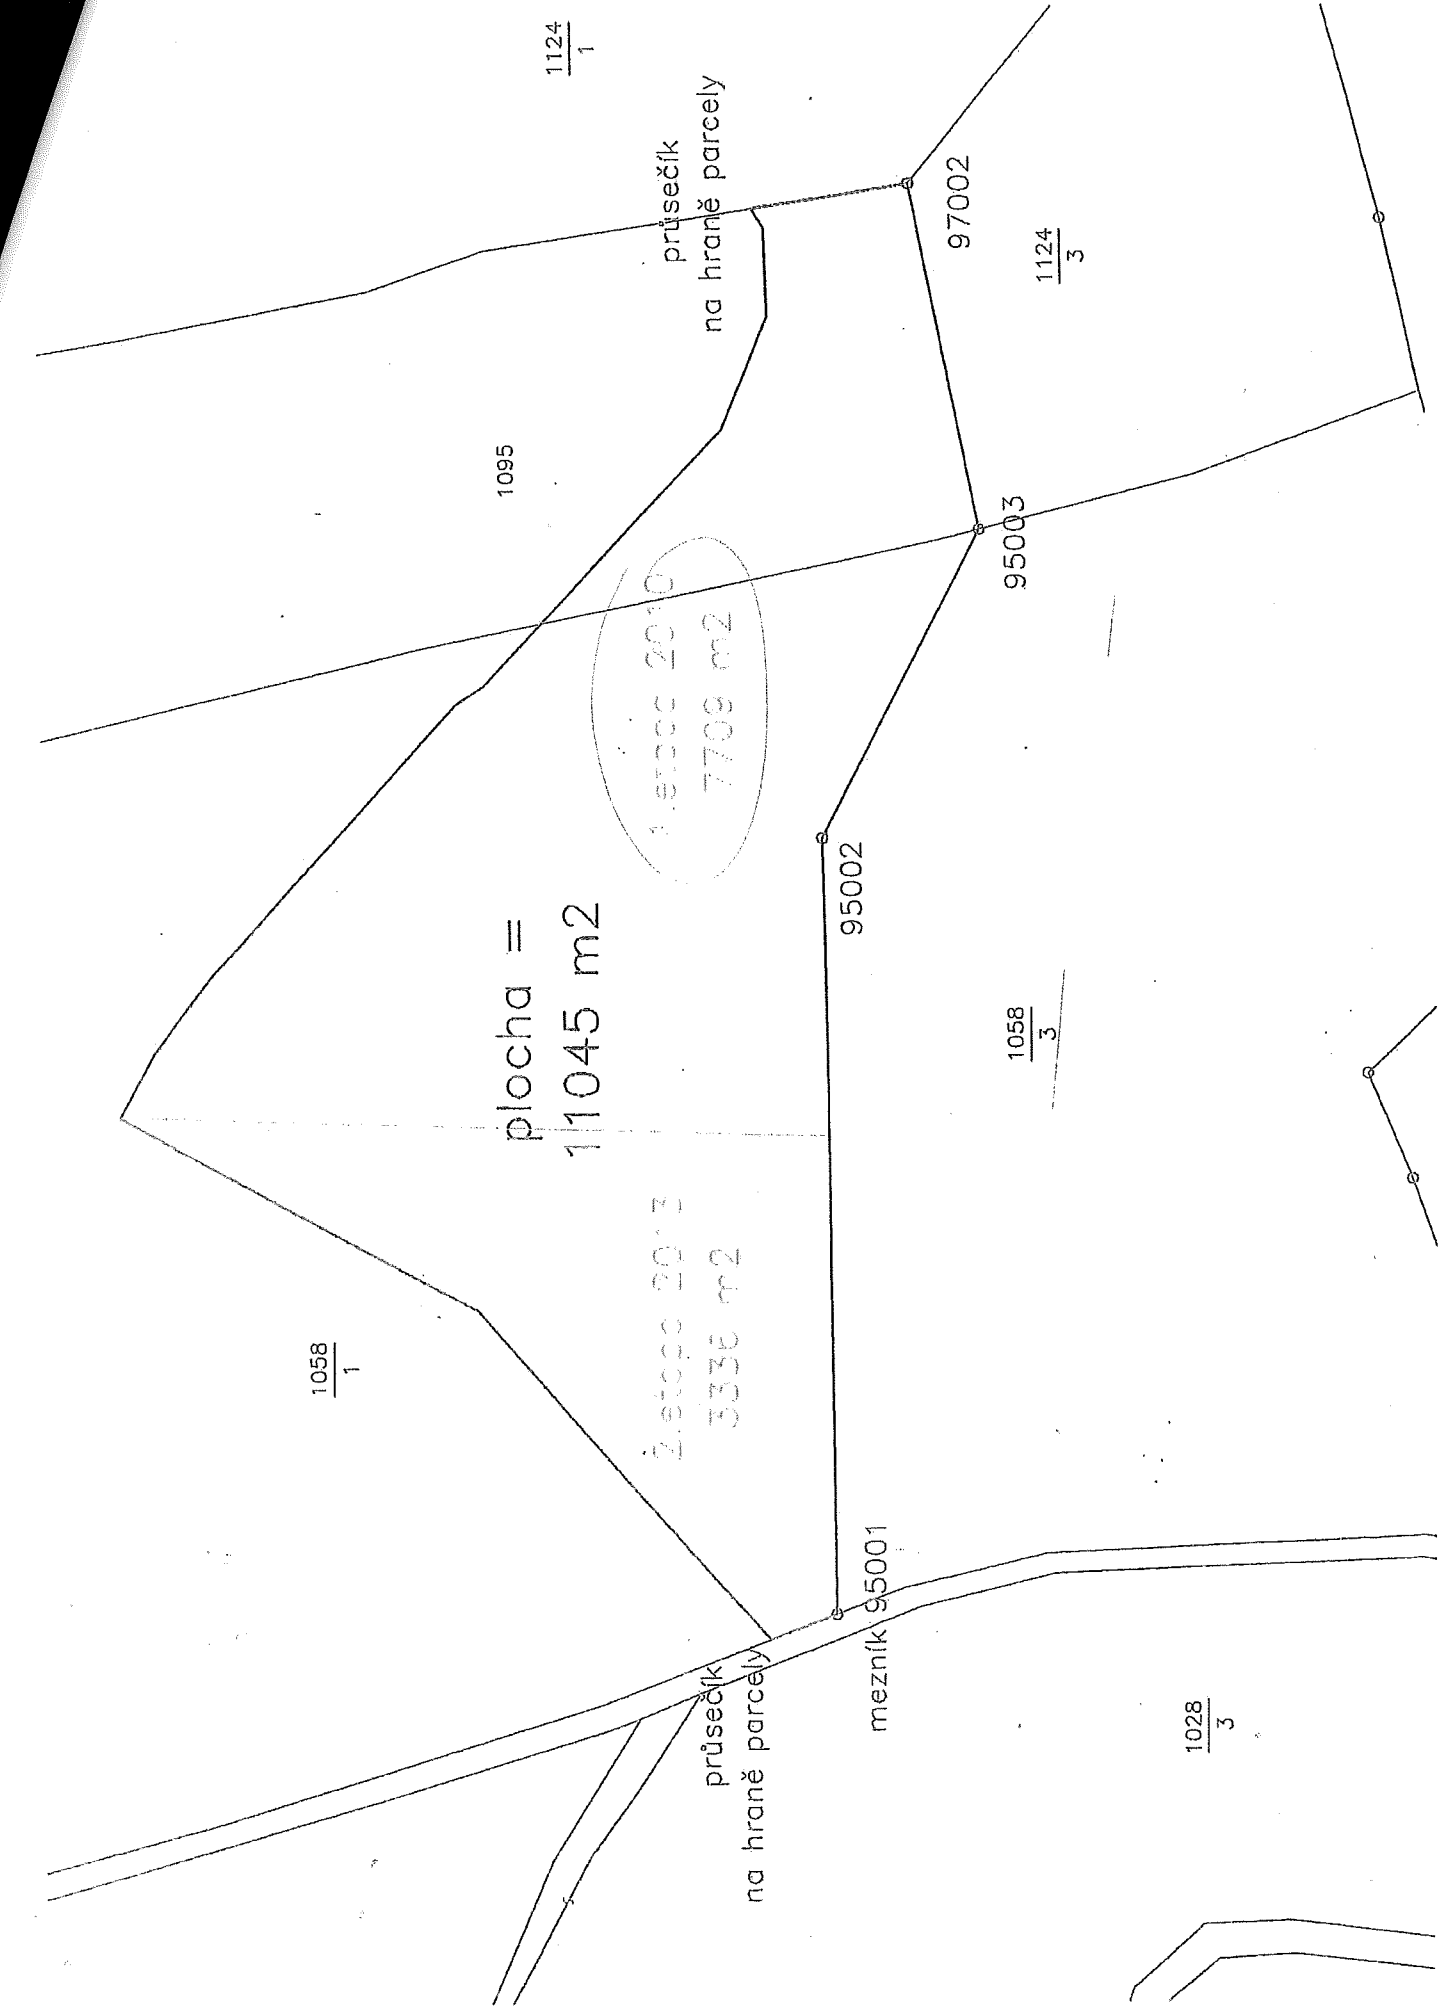 1124
1
průsečík
na hraně parcely
97002
1124
3
1095
95003
1.etapa 2010
7709 m2
95002
plocha =
11045 m2
1058
3
2.etapa 2013
3336 m2
1058
1
mezník 95001
průsečík
na hraně parcely
1028
3